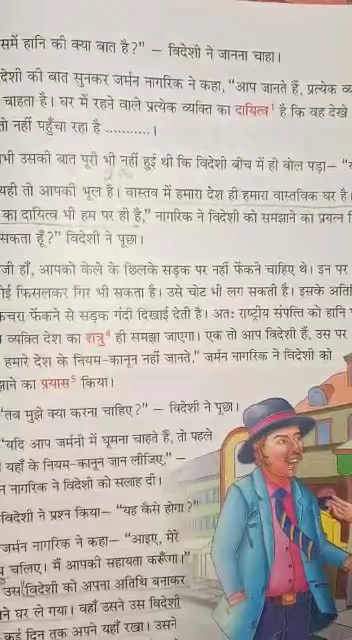 समें हानि की क्या बात है?” – विदेशी ने जानना चाहा।
देशी की बात सुनकर जर्मन नागरिक ने कहा, “आप जानते हैं, प्रत्येक
चाहता है। घर में रहने वाले प्रत्येक व्यक्ति का दायित्व¹ है कि वह देखे
तो नहीं पहुँचा रहा है ...........।
भी उसकी बात पूरी भी नहीं हुई थी कि विदेशी बीच में ही बोल पड़ा–
यही तो आपकी भूल है। वास्तव में हमारा देश ही हमारा वास्तविक घर है।
का दायित्व भी हम पर ही है,” नागरिक ने विदेशी को समझाने का प्रयत्न
सकता हूँ?” विदेशी ने पूछा।
जी हाँ, आपको केले के छिलके सड़क पर नहीं फेंकने चाहिए थे। इन पर
ोई फिसलकर गिर भी सकता है। उसे चोट भी लग सकती है। इसके अति
कचरा फेंकने से सड़क गंदी दिखाई देती है। अतः राष्ट्रीय संपत्ति को हानि
व्यक्ति देश का शत्रु⁴ ही समझा जाएगा। एक तो आप विदेशी हैं, उस पर
हमारे देश के नियम-कानून नहीं जानते,” जर्मन नागरिक ने विदेशी को
झाने का प्रयास⁵ किया।
“तब मुझे क्या करना चाहिए?” – विदेशी ने पूछा।
“यदि आप जर्मनी में घूमना चाहते हैं, तो पहले
यहाँ के नियम-कानून जान लीजिए,” –
न नागरिक ने विदेशी को सलाह दी।
विदेशी ने प्रश्न किया– “यह कैसे होगा?”
जर्मन नागरिक ने कहा– “आइए, मेरे
चलिए। मैं आपकी सहायता करूँगा।”
उस विदेशी को अपना अतिथि बनाकर
ने घर ले गया। वहाँ उसने उस विदेशी
कई दिन तक अपने यहाँ रखा। उसने